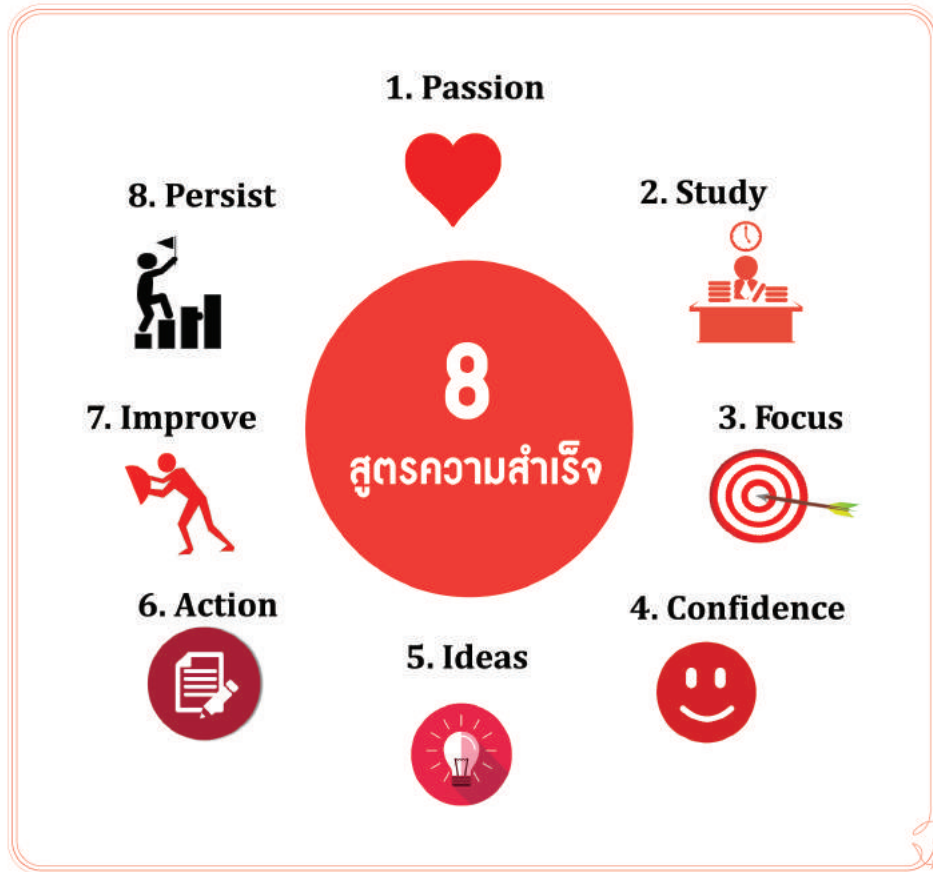 1. Passion
2. Study
3. Focus
4. Confidence
5. Ideas
6. Action
7. Improve
8. Persist
8
สูตรความสำเร็จ